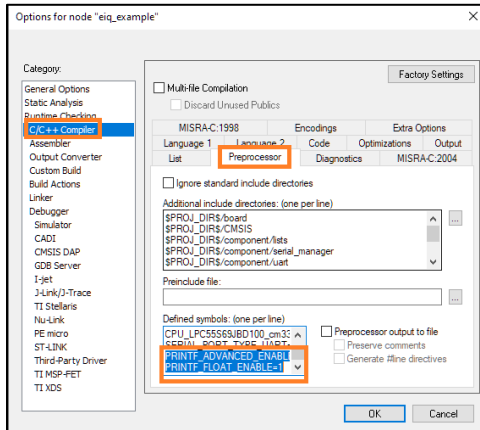 Options for node "eiq_example"
Category:
General Options
Static Analysis
Runtime Checking
C/C++ Compiler
Assembler
Output Converter
Custom Build
Build Actions
Linker
Debugger
Simulator
CADI
CMSIS DAP
GDB Server
I-jet
J-Link/J-Trace
TI Stellaris
Nu-Link
PE micro
ST-LINK
Third-Party Driver
TI MSP-FET
TI XDS
Factory Settings
Multi-file Compilation
Discard Unused Publics
MISRA-C:1998 Encodings Extra Options
Language 1 Language 2 Code Optimizations Output
List Preprocessor Diagnostics MISRA-C:2004
Ignore standard include directories
Additional include directories: (one per line)
$PROJ_DIR$/board
$PROJ_DIR$/CMSIS
$PROJ_DIR$/component/lists
$PROJ_DIR$/component/serial_manager
$PROJ_DIR$/component/uart
...
Preinclude file:
...
Defined symbols: (one per line)
CPU_LPC55S69JBD100_cm33
SERIAL_PORT_TYPE_UART
PRINTF_ADVANCED_ENABL
PRINTF_FLOAT_ENABLE=1
Preprocessor output to file
Preserve comments
Generate #line directives
OK Cancel